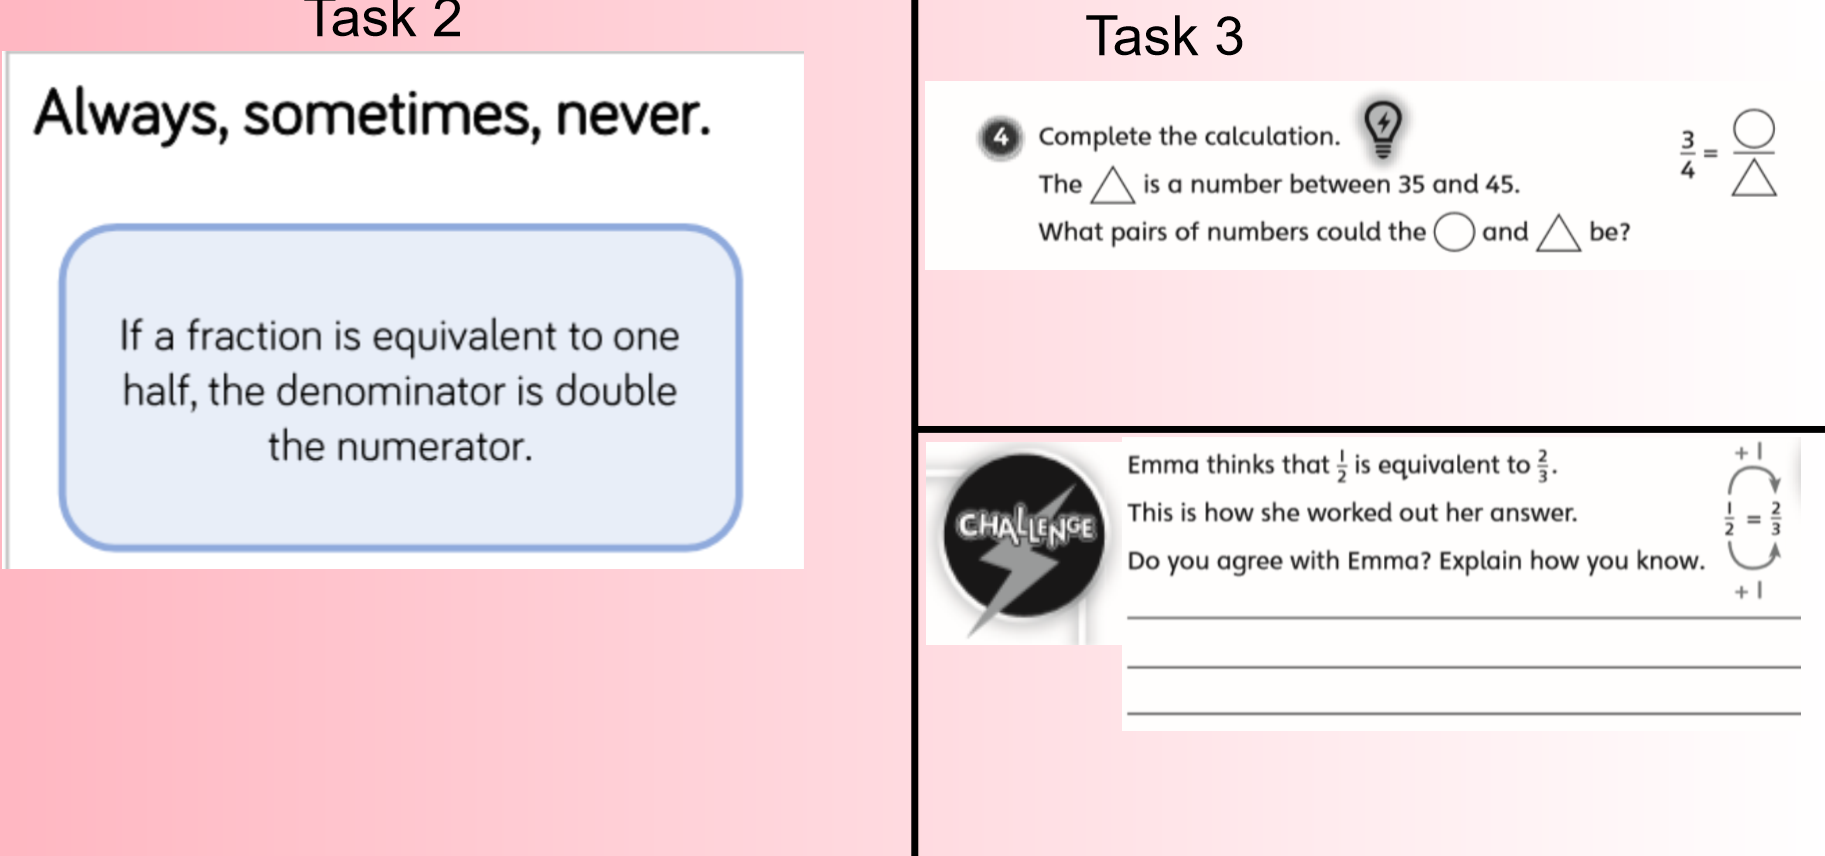 Task 2
Always, sometimes, never.
If a fraction is equivalent to one
half, the denominator is double
the numerator.
Task 3
4 Complete the calculation.
The △ is a number between 35 and 45.
What pairs of numbers could the ◯ and △ be?
3/4 = ◯/△
CHALLENGE
Emma thinks that 1/2 is equivalent to 2/3.
This is how she worked out her answer.
Do you agree with Emma? Explain how you know.
+1
1/2 = 2/3
+1